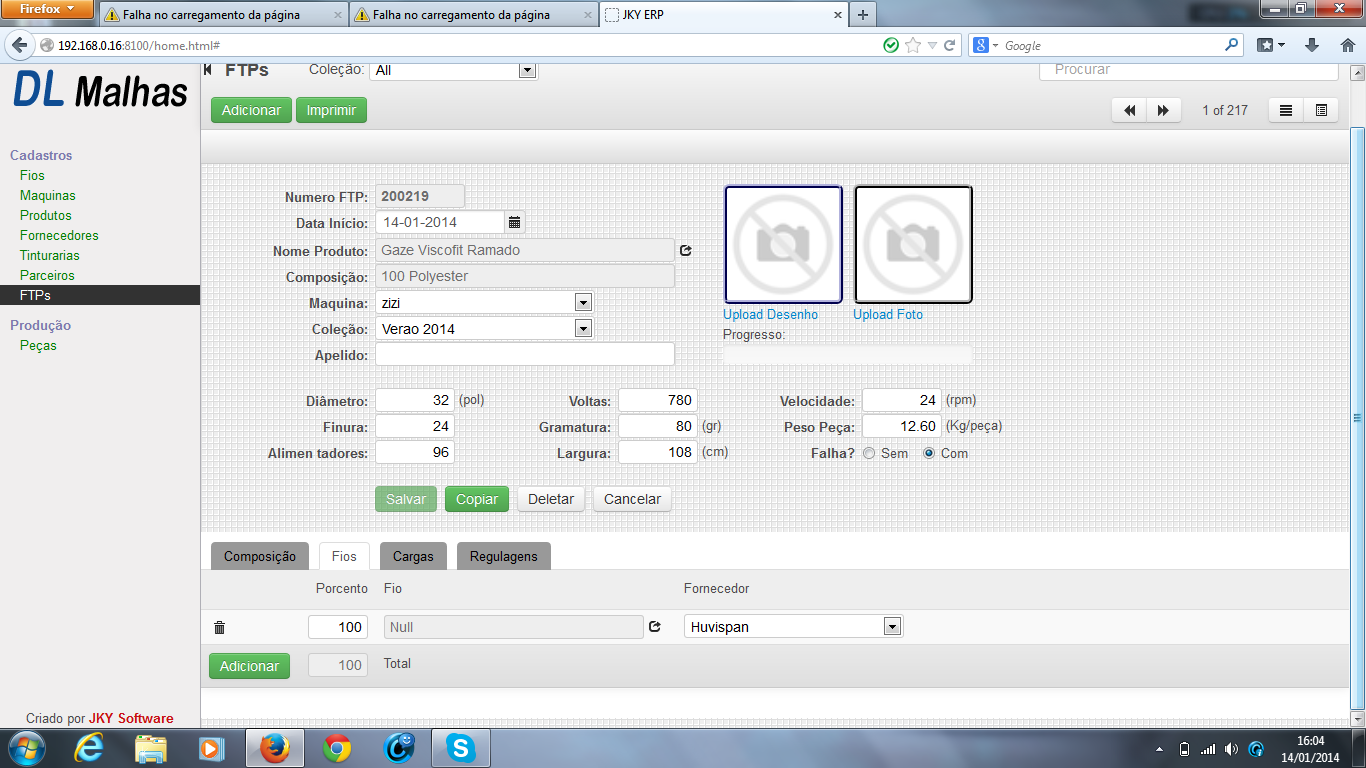 Firefox
Falha no carregamento da página
Falha no carregamento da página
JKY ERP
192.168.0.16:8100/home.html#
Google
DL Malhas
FTPs Coleção: All Procurar
Adicionar Imprimir 1 of 217
Cadastros
Fios
Maquinas
Produtos
Fornecedores
Tinturarias
Parceiros
FTPs
Produção
Peças
Numero FTP: 200219
Data Início: 14-01-2014
Nome Produto: Gaze Viscofit Ramado
Composição: 100 Polyester
Maquina: zizi
Coleção: Verao 2014
Apelido:
Upload Desenho Upload Foto
Progresso:
Diâmetro: 32 (pol) Voltas: 780 Velocidade: 24 (rpm)
Finura: 24 Gramatura: 80 (gr) Peso Peça: 12.60 (Kg/peça)
Alimen tadores: 96 Largura: 108 (cm) Falha? Sem Com
Salvar Copiar Deletar Cancelar
Composição Fios Cargas Regulagens
Porcento Fio Fornecedor
100 Null Huvispan
Adicionar 100 Total
Criado por JKY Software
16:04
14/01/2014